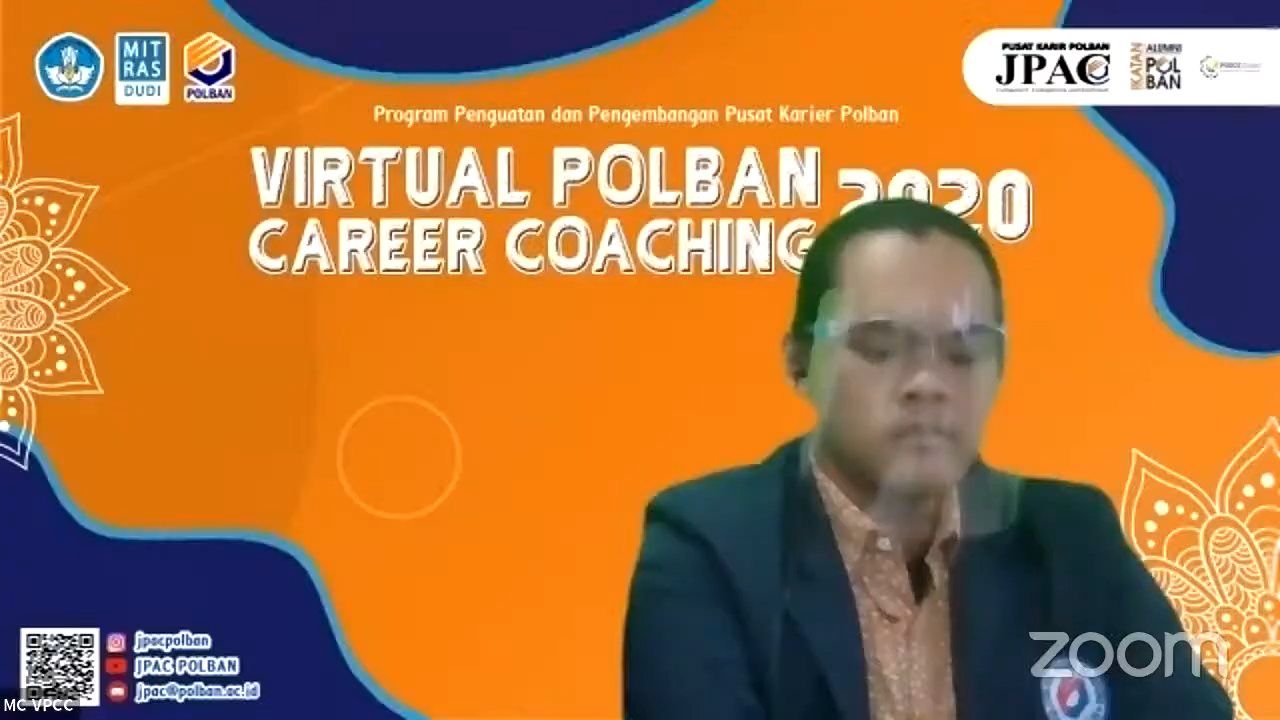 MIT
RAS
DUDI
POLBAN
PUSAT KARIR POLBAN
JPAC
IKATAN
ALUMNI
POL
BAN
Program Penguatan dan Pengembangan Pusat Karier Polban
VIRTUAL POLBAN
CAREER COACHING
2020
jpacpolban
JPAC POLBAN
jpac@polban.ac.id
MC VPCC
zoom